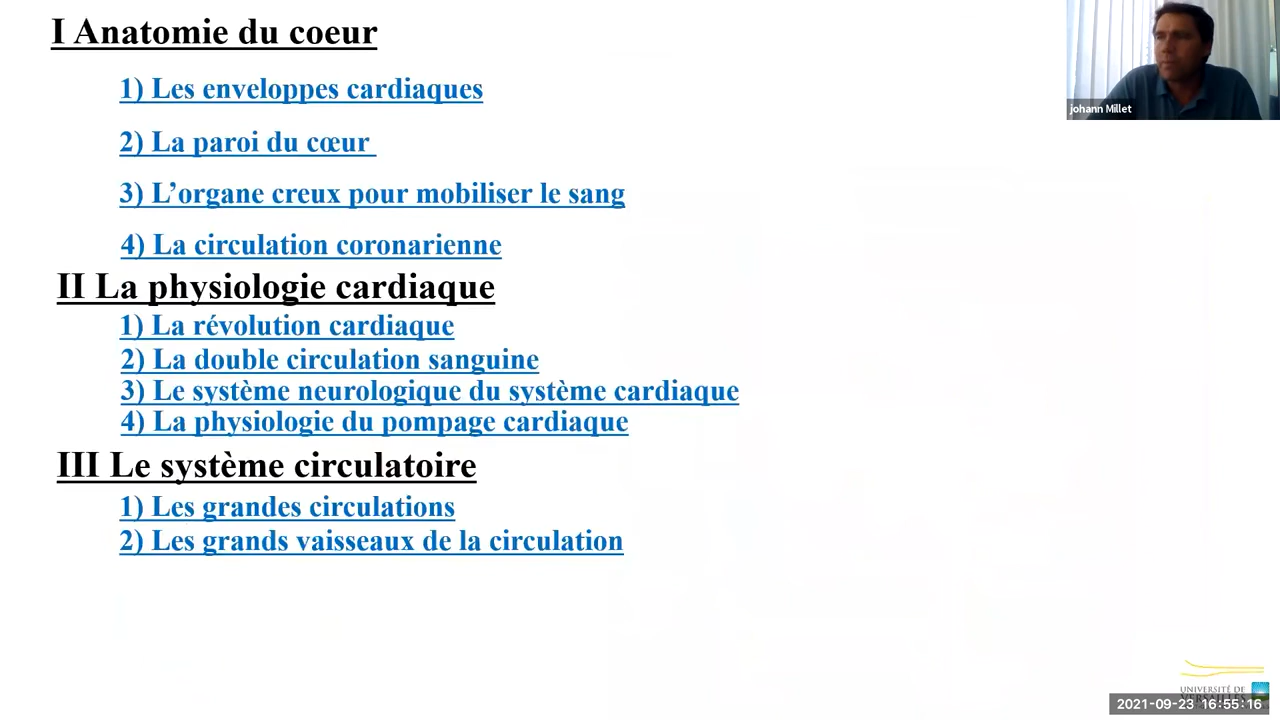 I Anatomie du coeur
1) Les enveloppes cardiaques
2) La paroi du cœur
3) L’organe creux pour mobiliser le sang
4) La circulation coronarienne
II La physiologie cardiaque
1) La révolution cardiaque
2) La double circulation sanguine
3) Le système neurologique du système cardiaque
4) La physiologie du pompage cardiaque
III Le système circulatoire
1) Les grandes circulations
2) Les grands vaisseaux de la circulation
johann Millet
UNIVERSITÉ DE
VERSAILLES
2021-09-23 16:55:16